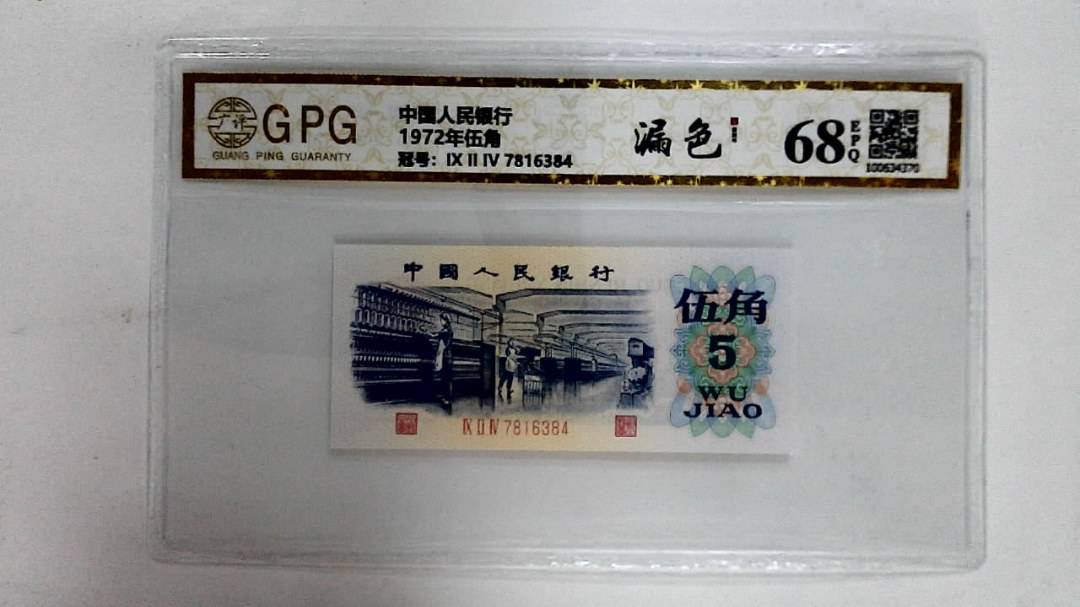 GPG
GUANG PING GUARANTY
中國人民银行
1972年伍角
冠号: IX II IV 7816384
漏色
68
EPQ
100634370
中國人民銀行
伍角
5
WU
JIAO
IX II IV 7816384